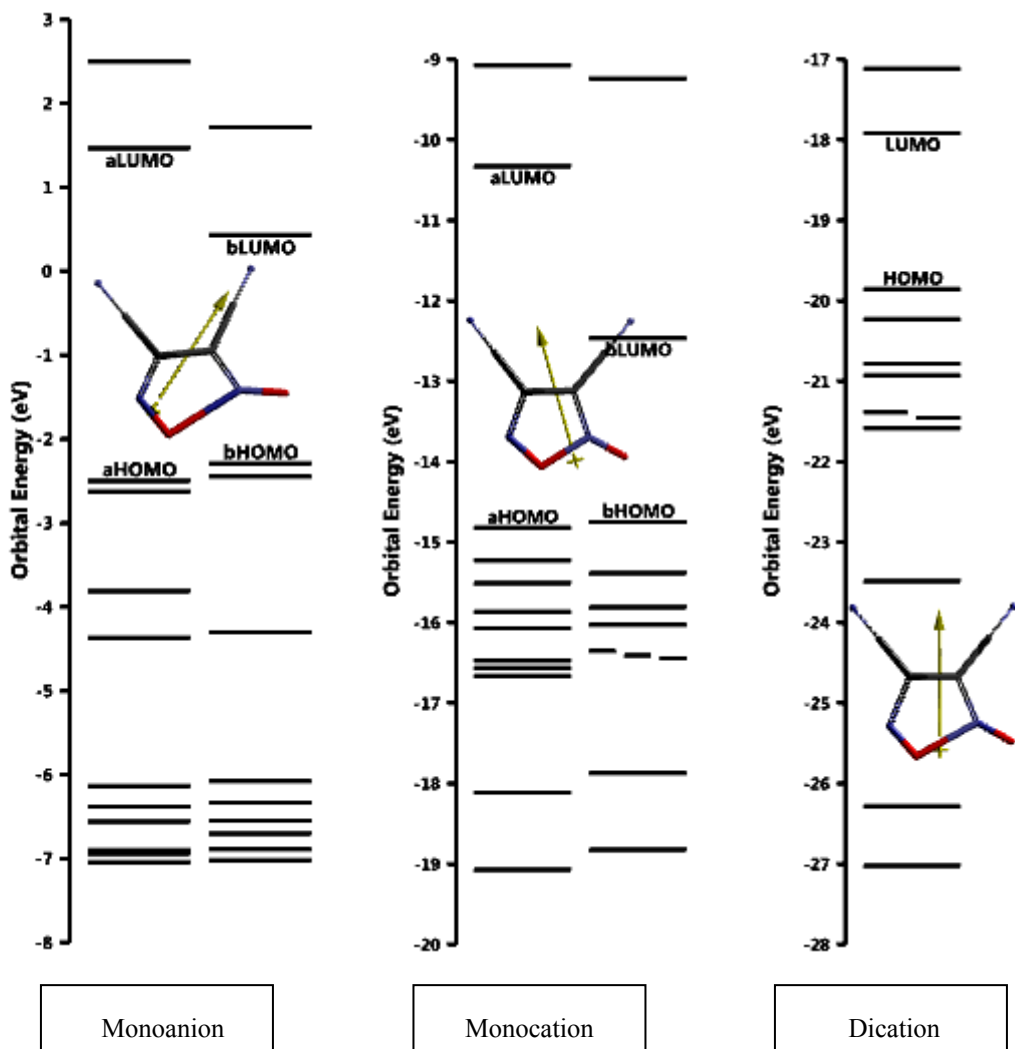 Orbital Energy (eV)
3
2
1
0
-1
-2
-3
-4
-5
-6
-7
-8
aLUMO
bLUMO
aHOMO
bHOMO
Monoanion
Orbital Energy (eV)
-9
-10
-11
-12
-13
-14
-15
-16
-17
-18
-19
-20
aLUMO
bLUMO
aHOMO
bHOMO
Monocation
Orbital Energy (eV)
-17
-18
-19
-20
-21
-22
-23
-24
-25
-26
-27
-28
LUMO
HOMO
Dication